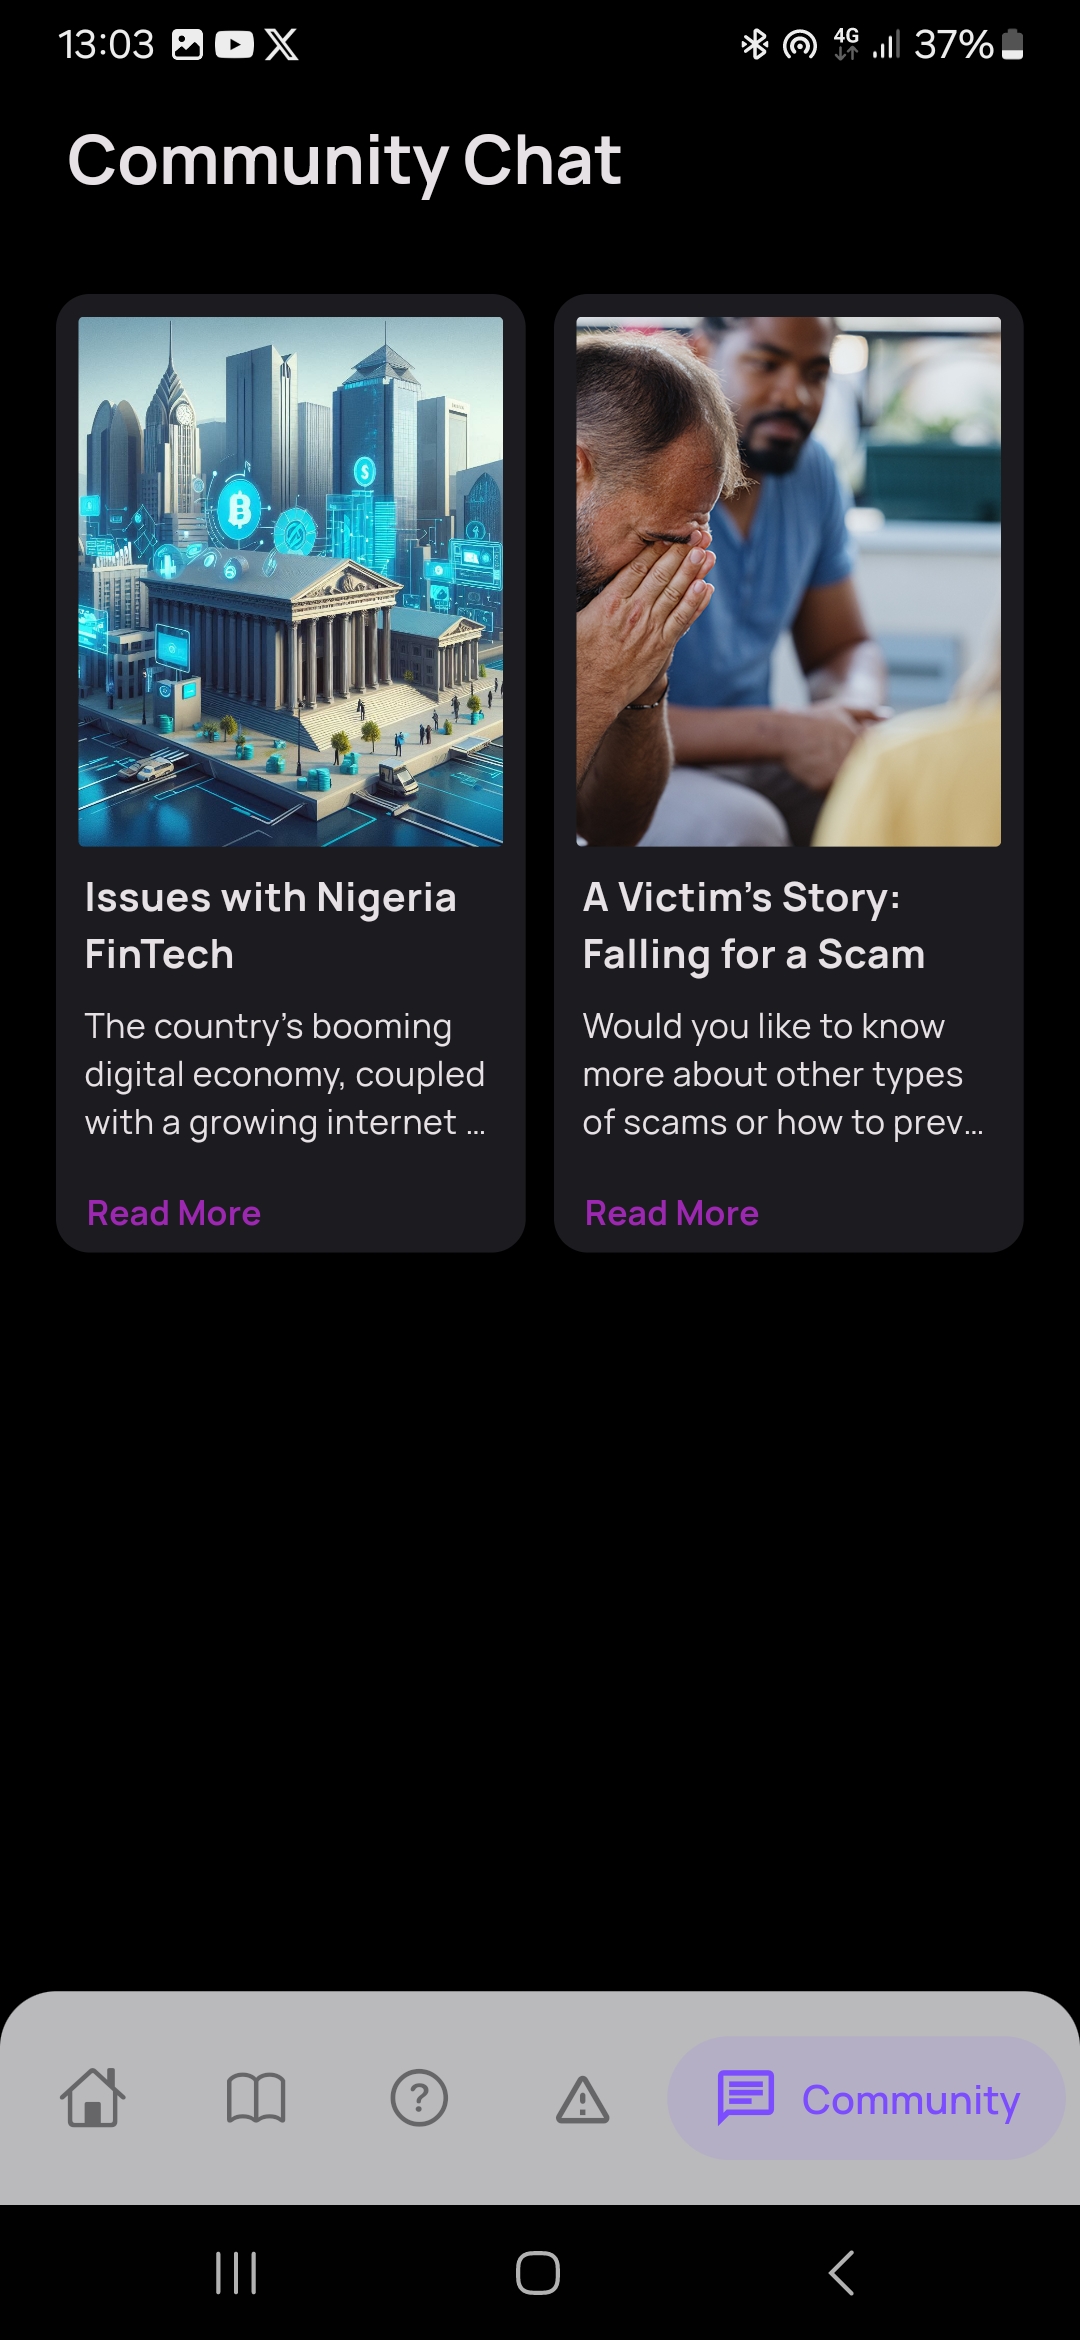 13:03 4G 37%
Community Chat
Issues with Nigeria
FinTech
The country's booming
digital economy, coupled
with a growing internet ...
Read More
A Victim's Story:
Falling for a Scam
Would you like to know
more about other types
of scams or how to prev...
Read More
Community